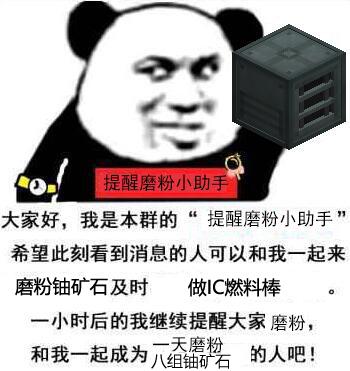 提醒磨粉小助手
大家好，我是本群的“提醒磨粉小助手”
希望此刻看到消息的人可以和我一起来
磨粉铀矿石及时 做IC燃料棒 。
一小时后的我继续提醒大家磨粉，
和我一起成为 一天磨粉八组铀矿石 的人吧！